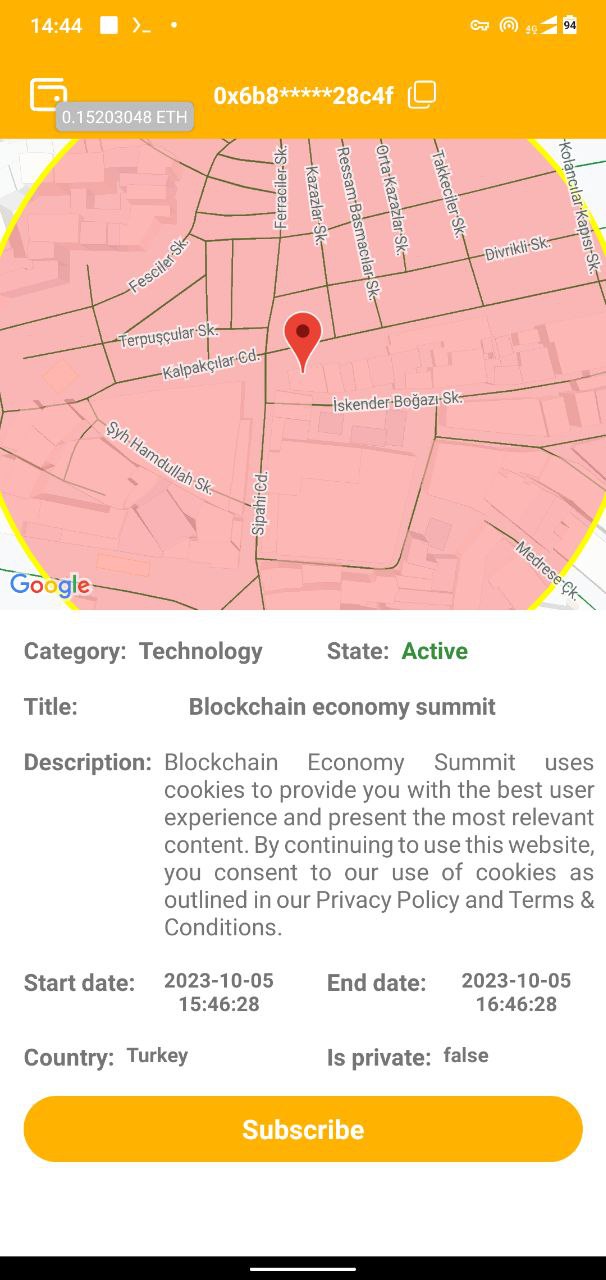 14:44
4G
94
0x6b8*****28c4f
0.15203048 ETH
Ferraciler Sk.
Kazazlar Sk.
Ressam Basmacılar Sk.
Orta Kazazlar Sk.
Takkeciler Sk.
Kolancılar Kapısı Sk.
Divrikli Sk.
Fesciler Sk.
Terpuşçular Sk.
Kalpakçılar Cd.
İskender Boğazı Sk.
Şyh Hamdullah Sk.
Sipahi Cd.
Medrese Çk.
Google
Category: Technology State: Active
Title: Blockchain economy summit
Description: Blockchain Economy Summit uses
cookies to provide you with the best user
experience and present the most relevant
content. By continuing to use this website,
you consent to our use of cookies as
outlined in our Privacy Policy and Terms &
Conditions.
Start date: 2023-10-05 End date: 2023-10-05
15:46:28 16:46:28
Country: Turkey Is private: false
Subscribe